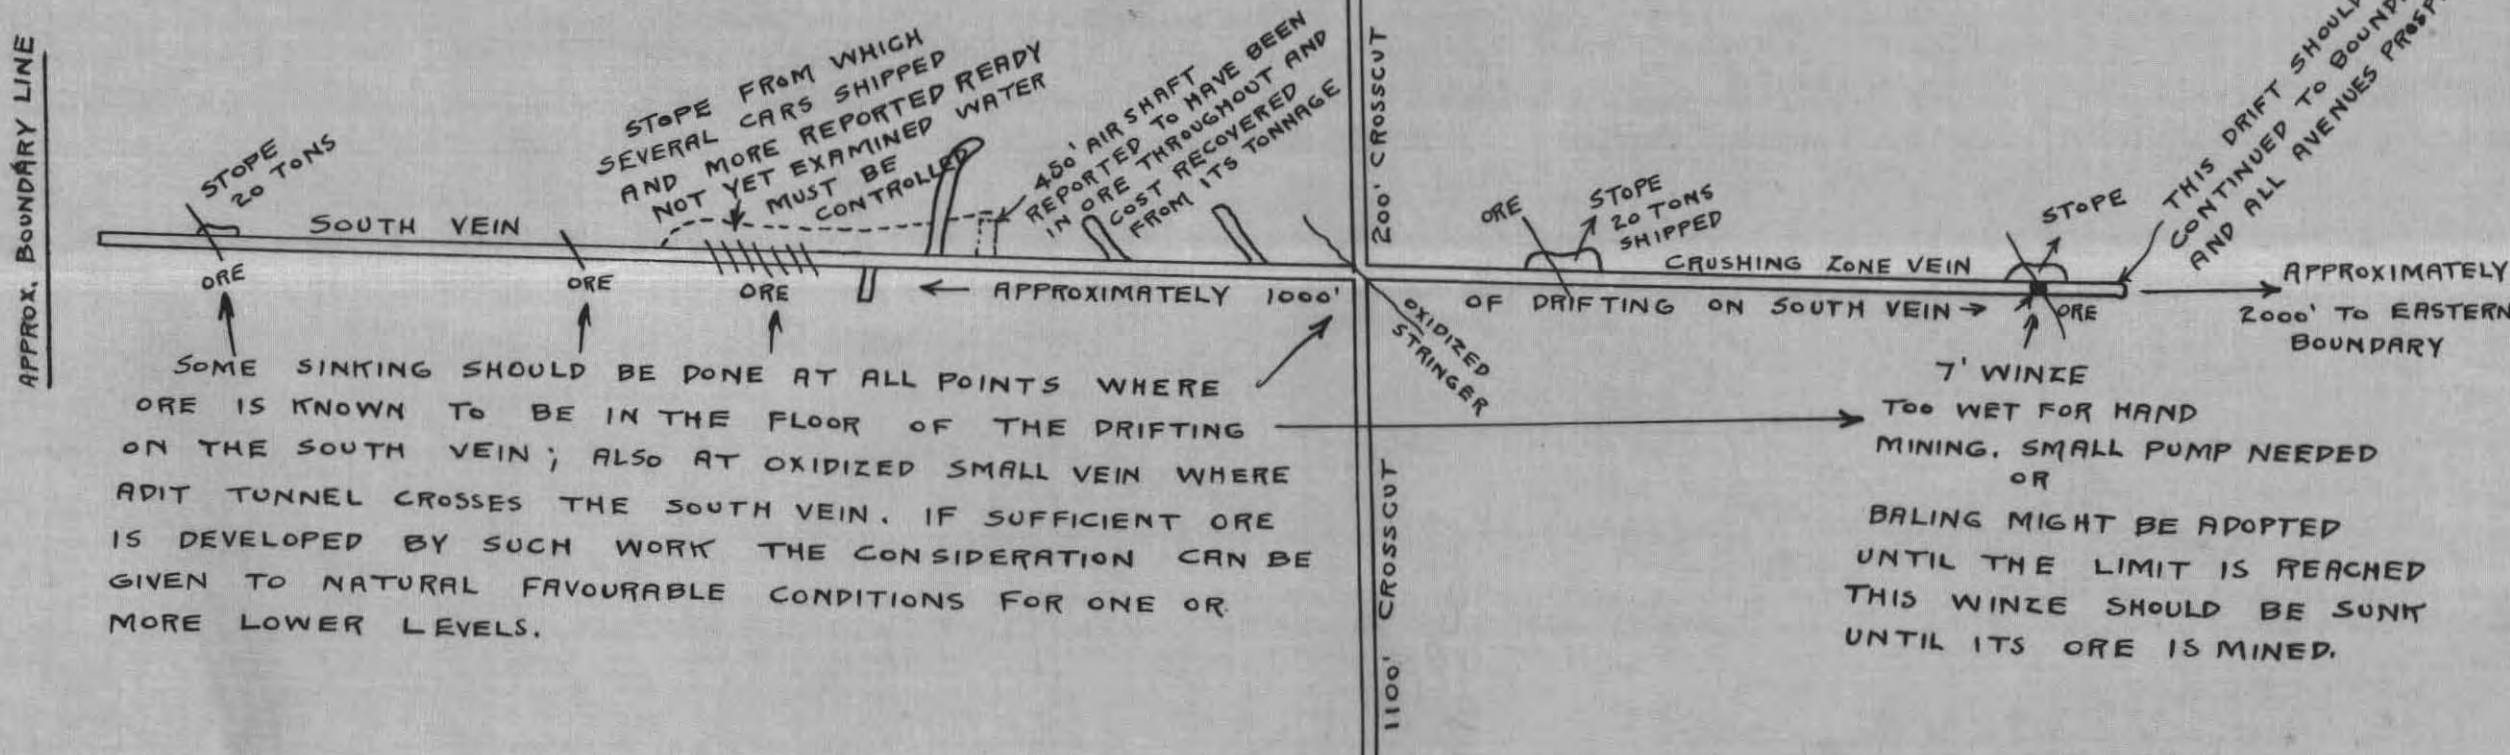 APPROX. BOUNDARY LINE
STOPE
20 TONS
SOUTH VEIN
ORE
ORE
ORE
STOPE FROM WHICH
SEVERAL CARS SHIPPED
AND MORE REPORTED READY
NOT YET EXAMINED WATER
MUST BE
CONTROLLED
450' AIR SHAFT
REPORTED TO HAVE BEEN
IN ORE THROUGHOUT AND
COST RECOVERED
FROM ITS TONNAGE
200' CROSSCUT
ORE
STOPE
20 TONS
SHIPPED
CRUSHING ZONE VEIN
STOPE
ORE
THIS DRIFT SHOULD
CONTINUED TO
AND ALL AVENUES
APPROXIMATELY 1000' OF DRIFTING ON SOUTH VEIN
APPROXIMATELY
2000' TO EASTERN
BOUNDARY
OXIDIZED
STRINGER
SOME SINKING SHOULD BE DONE AT ALL POINTS WHERE
ORE IS KNOWN TO BE IN THE FLOOR OF THE DRIFTING
ON THE SOUTH VEIN; ALSO AT OXIDIZED SMALL VEIN WHERE
ADIT TUNNEL CROSSES THE SOUTH VEIN. IF SUFFICIENT ORE
IS DEVELOPED BY SUCH WORK THE CONSIDERATION CAN BE
GIVEN TO NATURAL FAVOURABLE CONDITIONS FOR ONE OR
MORE LOWER LEVELS.
1100' CROSSCUT
7' WINZE
TOO WET FOR HAND
MINING. SMALL PUMP NEEDED
OR
BALING MIGHT BE ADOPTED
UNTIL THE LIMIT IS REACHED
THIS WINZE SHOULD BE SUNK
UNTIL ITS ORE IS MINED.